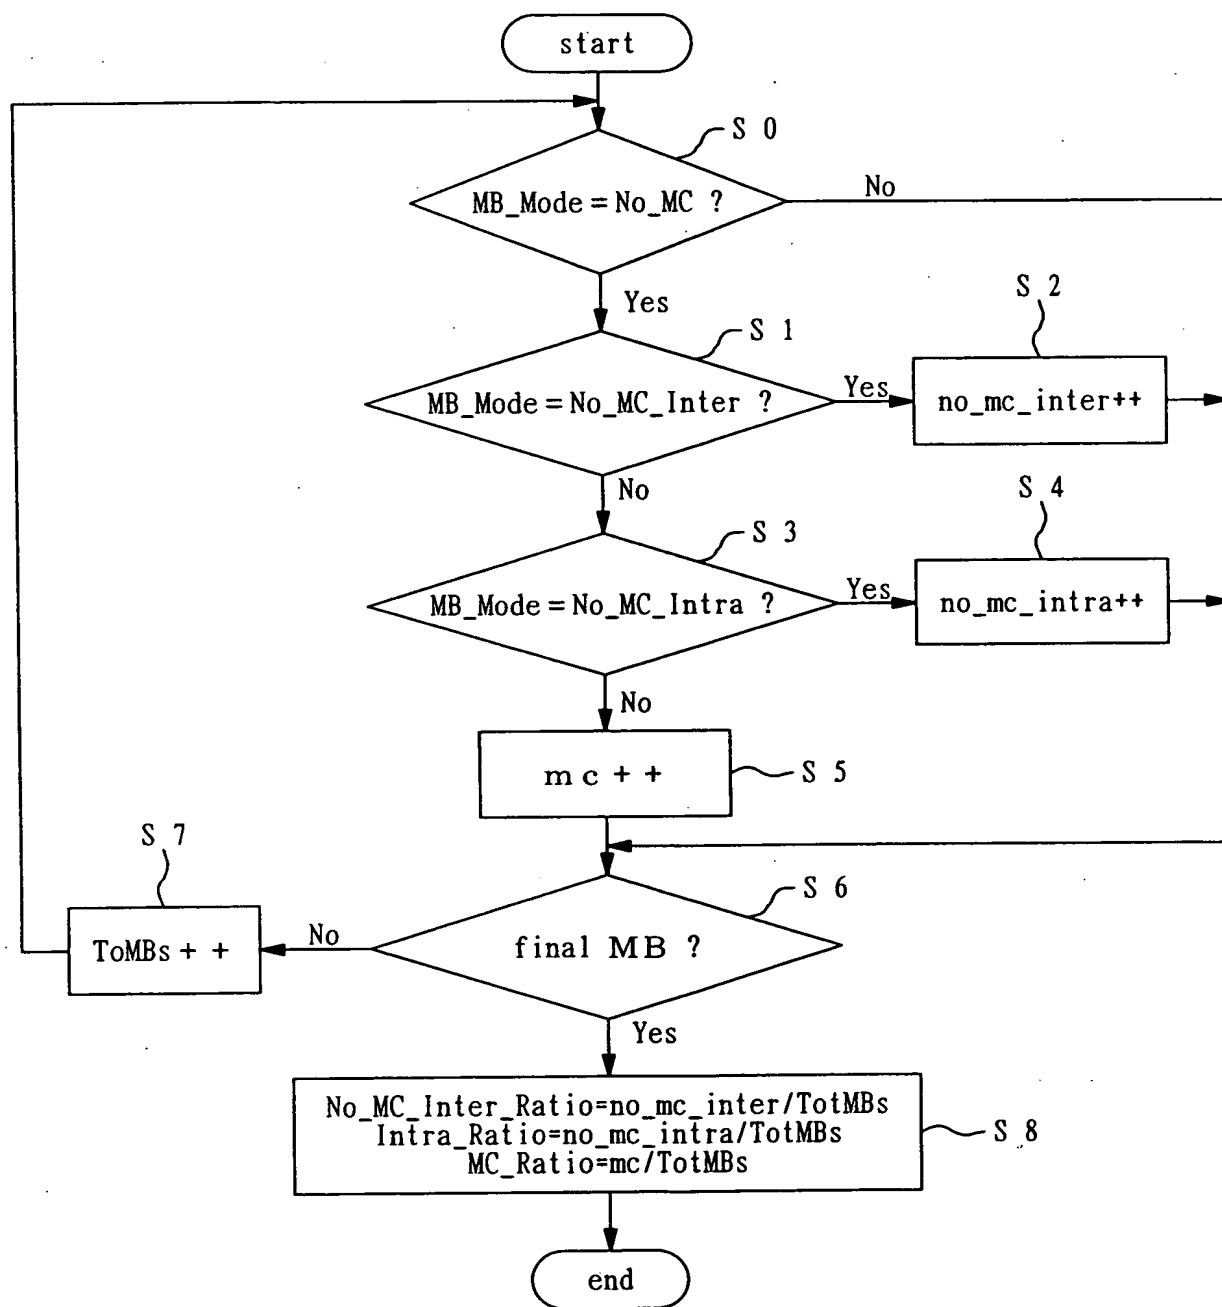 start
S 0
MB_Mode=No_MC ?
No
Yes
S 1
S 2
MB_Mode=No_MC_Inter ?
Yes
no_mc_inter++
No
S 3
S 4
MB_Mode=No_MC_Intra ?
Yes
no_mc_intra++
No
mc++
S 5
S 7
S 6
ToMBs++
No
final MB ?
Yes
No_MC_Inter_Ratio=no_mc_inter/TotMBs
Intra_Ratio=no_mc_intra/TotMBs
MC_Ratio=mc/TotMBs
S 8
end